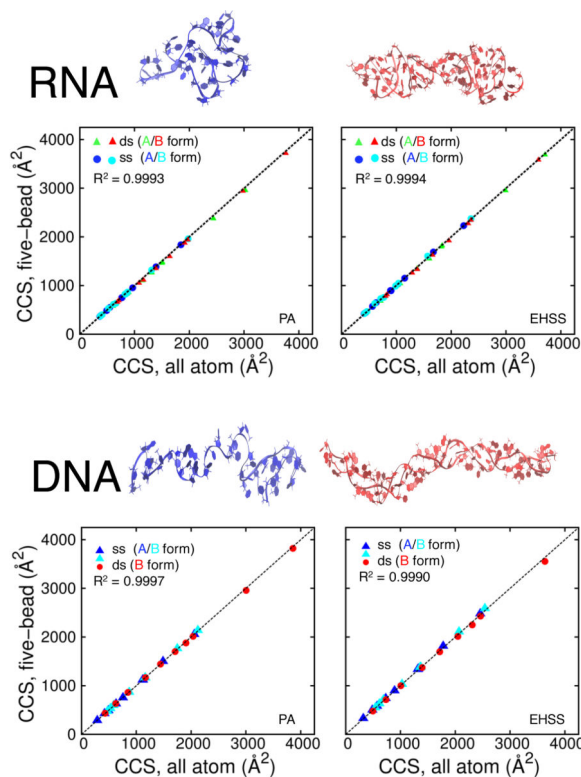 RNA
4000
3000
2000
1000
0
CCS, five−bead (Å²)
ds (A/B form)
ss (A/B form)
R² = 0.9993
PA
0 1000 2000 3000 4000
CCS, all atom (Å²)
ds (A/B form)
ss (A/B form)
R² = 0.9994
EHSS
0 1000 2000 3000 4000
CCS, all atom (Å²)
DNA
4000
3000
2000
1000
0
CCS, five−bead (Å²)
ss (A/B form)
ds (B form)
R² = 0.9997
PA
0 1000 2000 3000 4000
CCS, all atom (Å²)
ss (A/B form)
ds (B form)
R² = 0.9990
EHSS
0 1000 2000 3000 4000
CCS, all atom (Å²)